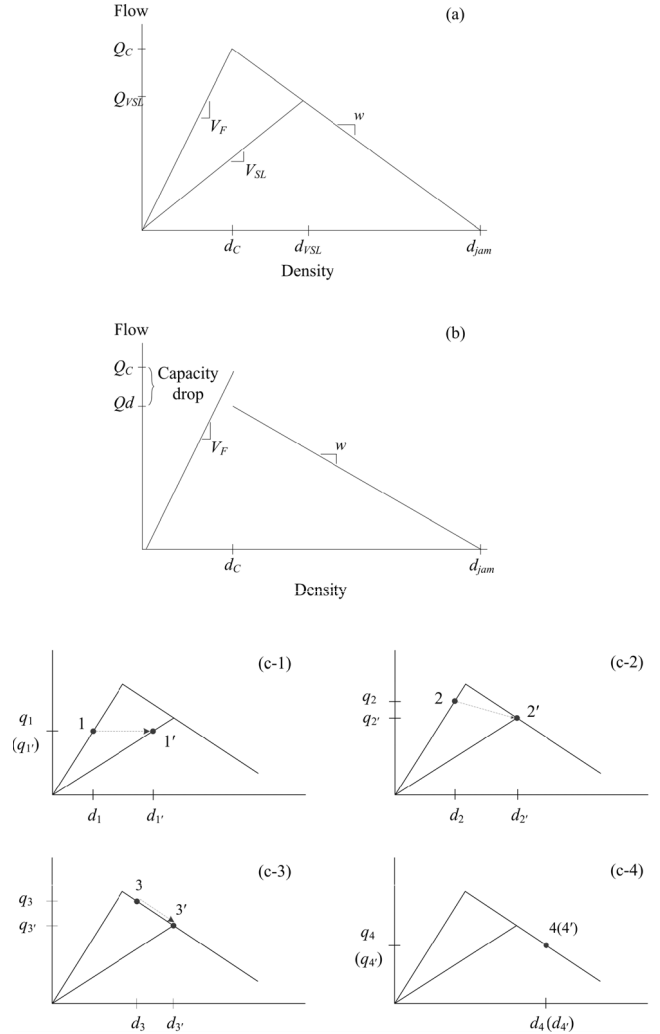 Flow
(a)
Q_C
Q_VSL
V_F
w
V_SL
d_C
d_VSL
d_jam
Density
Flow
(b)
Q_C
Capacity
drop
Qd
V_F
w
d_C
d_jam
Density
(c-1)
q_1
(q_1′)
1
1′
d_1
d_1′
(c-2)
q_2
q_2′
2
2′
d_2
d_2′
(c-3)
q_3
q_3′
3
3′
d_3
d_3′
(c-4)
q_4
(q_4′)
4(4′)
d_4(d_4′)